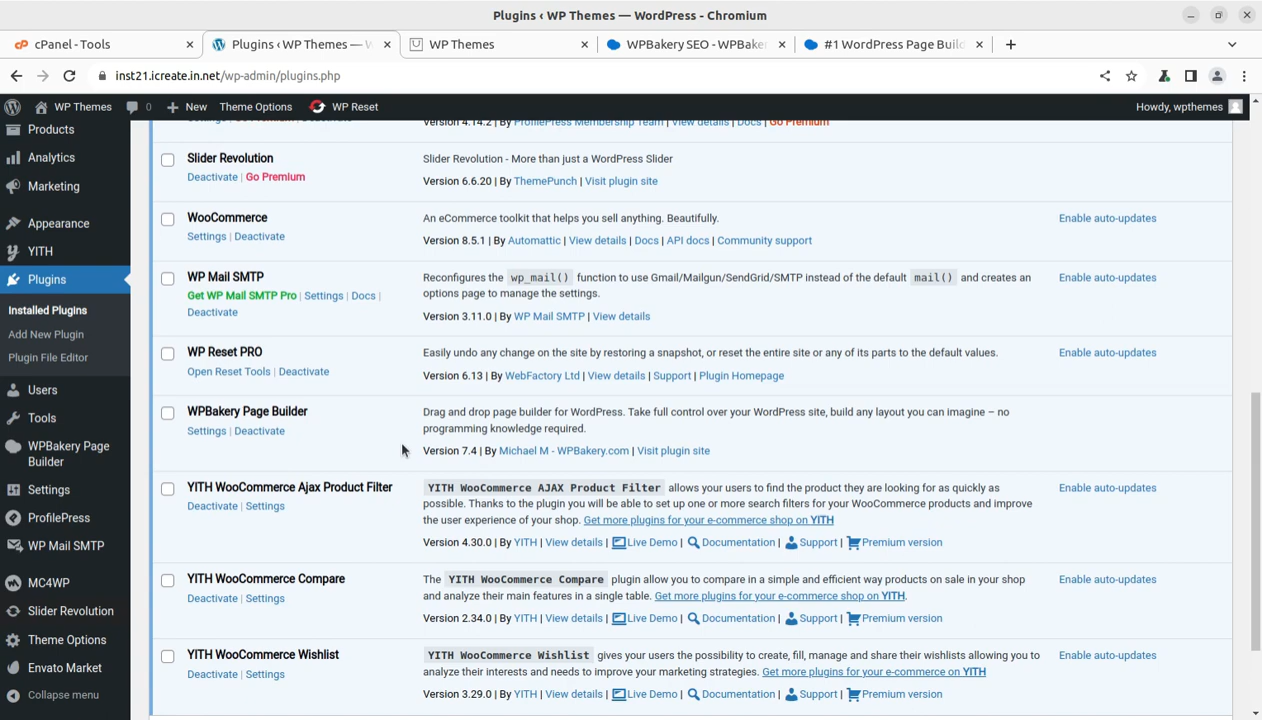 Plugins ‹ WP Themes — WordPress - Chromium
cPanel - Tools
Plugins ‹ WP Themes —
WP Themes
WPBakery SEO - WPBake
#1 WordPress Page Buil
inst21.icreate.in.net/wp-admin/plugins.php
WP Themes 0 New Theme Options WP Reset Howdy, wpthemes
Products
Analytics
Marketing
Appearance
YITH
Plugins
Installed Plugins
Add New Plugin
Plugin File Editor
Users
Tools
WPBakery Page
Builder
Settings
ProfilePress
WP Mail SMTP
MC4WP
Slider Revolution
Theme Options
Envato Market
Collapse menu
Version 4.14.2 | By ProfilePress Membership Team | View details | Docs | Go Premium
Slider Revolution
Deactivate | Go Premium
Slider Revolution - More than just a WordPress Slider
Version 6.6.20 | By ThemePunch | Visit plugin site
WooCommerce
Settings | Deactivate
An eCommerce toolkit that helps you sell anything. Beautifully.
Version 8.5.1 | By Automattic | View details | Docs | API docs | Community support
Enable auto-updates
WP Mail SMTP
Get WP Mail SMTP Pro | Settings | Docs |
Deactivate
Reconfigures the wp_mail() function to use Gmail/Mailgun/SendGrid/SMTP instead of the default mail() and creates an
options page to manage the settings.
Version 3.11.0 | By WP Mail SMTP | View details
Enable auto-updates
WP Reset PRO
Open Reset Tools | Deactivate
Easily undo any change on the site by restoring a snapshot, or reset the entire site or any of its parts to the default values.
Version 6.13 | By WebFactory Ltd | View details | Support | Plugin Homepage
Enable auto-updates
WPBakery Page Builder
Settings | Deactivate
Drag and drop page builder for WordPress. Take full control over your WordPress site, build any layout you can imagine – no
programming knowledge required.
Version 7.4 | By Michael M - WPBakery.com | Visit plugin site
YITH WooCommerce Ajax Product Filter
Deactivate | Settings
YITH WooCommerce AJAX Product Filter allows your users to find the product they are looking for as quickly as
possible. Thanks to the plugin you will be able to set up one or more search filters for your WooCommerce products and improve
the user experience of your shop. Get more plugins for your e-commerce shop on YITH
Version 4.30.0 | By YITH | View details | Live Demo | Documentation | Support | Premium version
Enable auto-updates
YITH WooCommerce Compare
Deactivate | Settings
The YITH WooCommerce Compare plugin allow you to compare in a simple and efficient way products on sale in your shop
and analyze their main features in a single table. Get more plugins for your e-commerce shop on YITH.
Version 2.34.0 | By YITH | View details | Live Demo | Documentation | Support | Premium version
Enable auto-updates
YITH WooCommerce Wishlist
Deactivate | Settings
YITH WooCommerce Wishlist gives your users the possibility to create, fill, manage and share their wishlists allowing you to
analyze their interests and needs to improve your marketing strategies. Get more plugins for your e-commerce shop on YITH
Version 3.29.0 | By YITH | View details | Live Demo | Documentation | Support | Premium version
Enable auto-updates